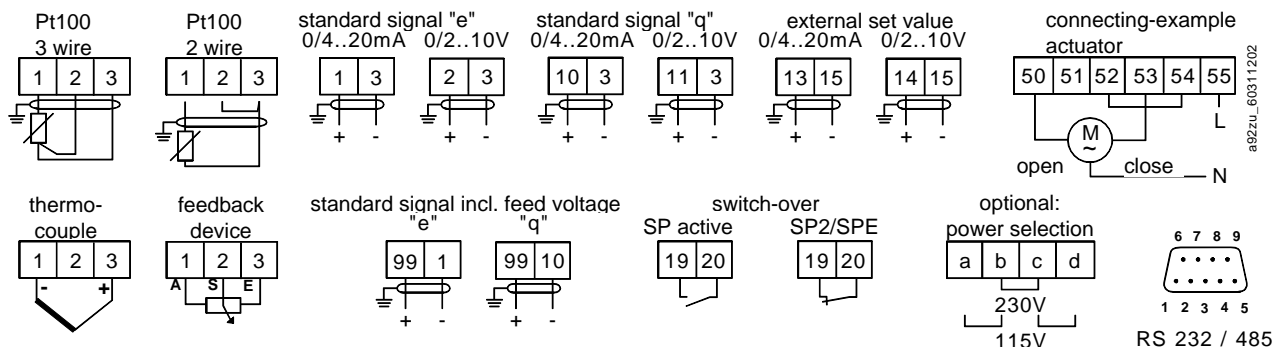 Pt100
3 wire
1 2 3
Pt100
2 wire
1 2 3
standard signal "e"
0/4..20mA 0/2..10V
1 3 2 3
+ - + -
standard signal "q"
0/4..20mA 0/2..10V
10 3 11 3
+ - + -
external set value
0/4..20mA 0/2..10V
13 15 14 15
+ - + -
connecting-example
actuator
50 51 52 53 54 55
L
M
~
open close N
a92zu_60311202
thermo-
couple
1 2 3
- +
feedback
device
1 2 3
A S E
standard signal incl. feed voltage
"e" "q"
99 1 99 10
+ - + -
switch-over
SP active SP2/SPE
19 20 19 20
optional:
power selection
a b c d
230V
115V
6 7 8 9
1 2 3 4 5
RS 232 / 485